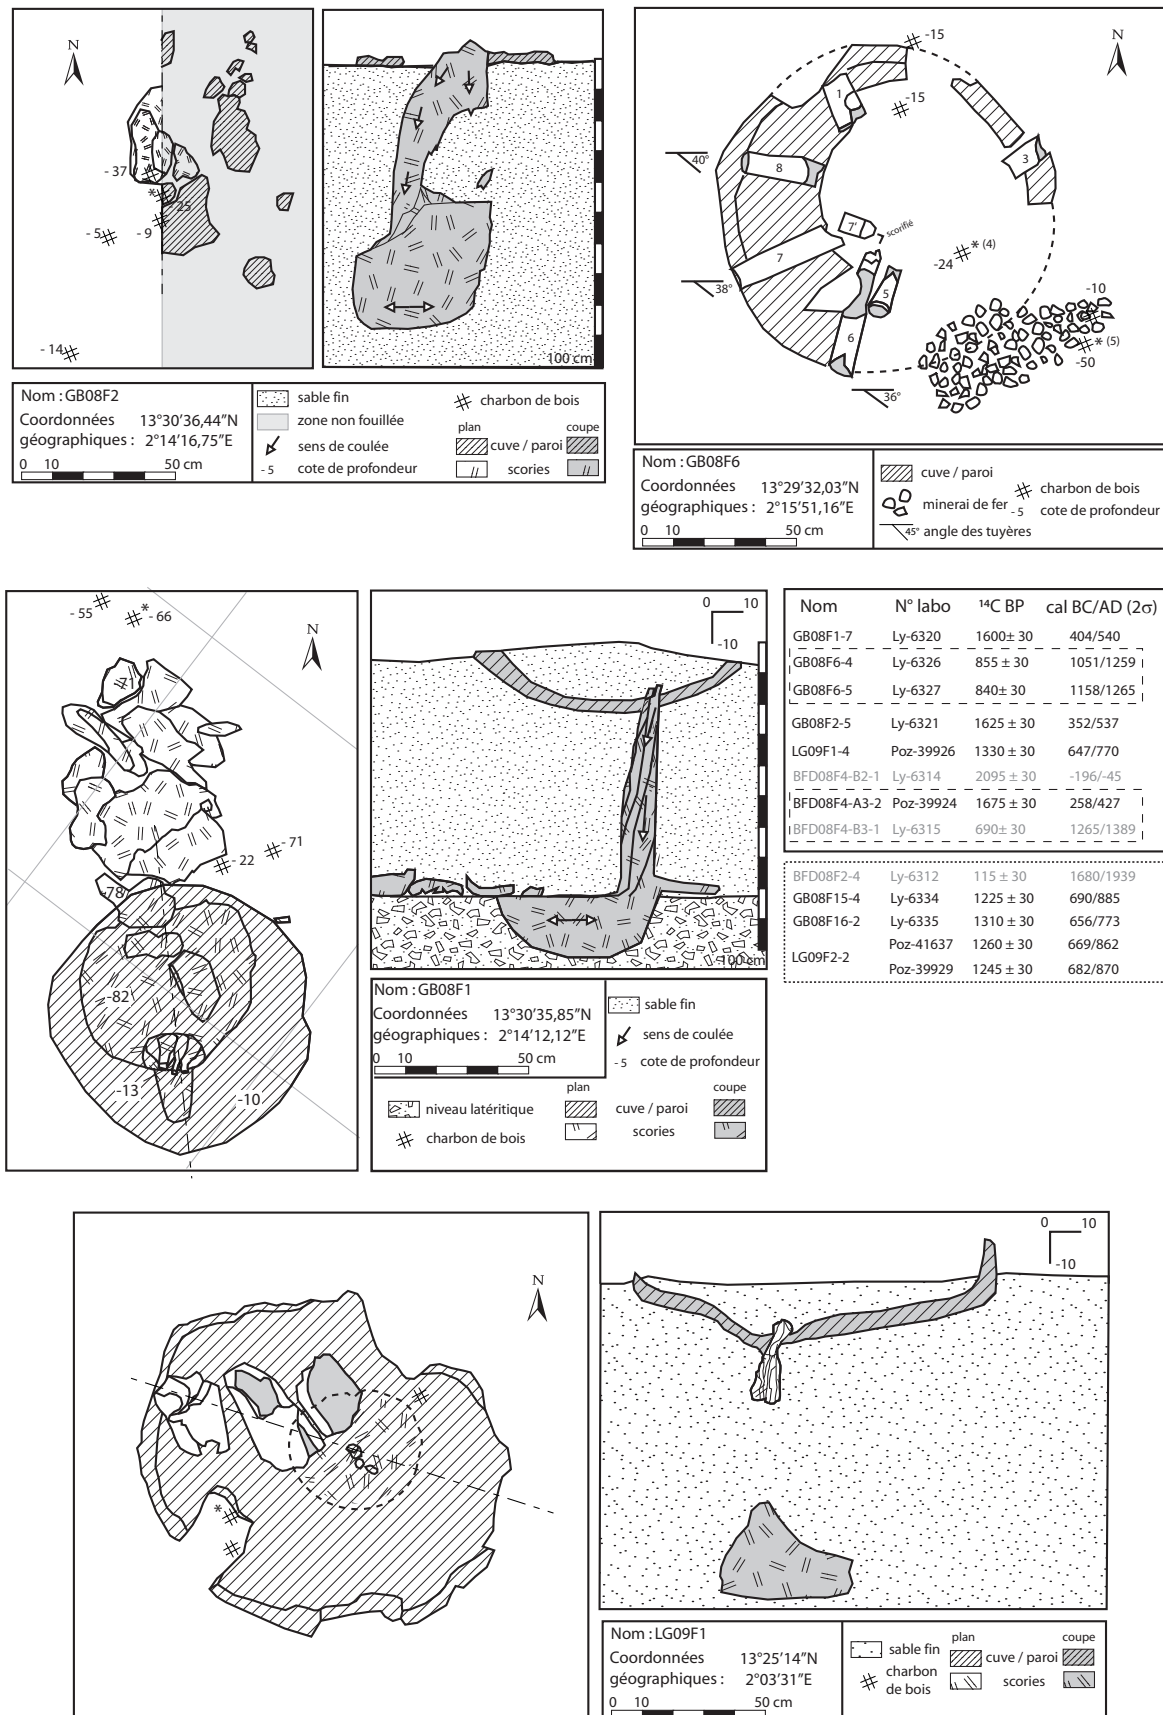 N
- 37
*
- 25
- 5
- 9
- 14
100 cm
Nom : GB08F2
Coordonnées 13°30′36,44″N
géographiques : 2°14′16,75″E
0 10 50 cm
sable fin
zone non fouillée
sens de coulée
- 5 cote de profondeur
charbon de bois
plan coupe
cuve / paroi
scories
N
-15
-15
1
3
40°
8
7'
scorifié
7
38°
5
6
36°
-24
* (4)
-10
* (5)
-50
Nom : GB08F6
Coordonnées 13°29′32,03″N
géographiques : 2°15′51,16″E
0 10 50 cm
cuve / paroi
minerai de fer
45° angle des tuyères
charbon de bois
- 5 cote de profondeur
N
- 55
*
- 66
-71
- 71
- 22
-78
-82
-13
-10
0 10
-10
100 cm
Nom : GB08F1
Coordonnées 13°30′35,85″N
géographiques : 2°14′12,12″E
0 10 50 cm
sable fin
sens de coulée
- 5 cote de profondeur
plan coupe
niveau latéritique cuve / paroi
charbon de bois scories
Nom N° labo ¹⁴C BP cal BC/AD (2σ)
GB08F1-7 Ly-6320 1600± 30 404/540
GB08F6-4 Ly-6326 855 ± 30 1051/1259
GB08F6-5 Ly-6327 840± 30 1158/1265
GB08F2-5 Ly-6321 1625 ± 30 352/537
LG09F1-4 Poz-39926 1330 ± 30 647/770
BFD08F4-B2-1 Ly-6314 2095 ± 30 -196/-45
BFD08F4-A3-2 Poz-39924 1675 ± 30 258/427
BFD08F4-B3-1 Ly-6315 690± 30 1265/1389
BFD08F2-4 Ly-6312 115 ± 30 1680/1939
GB08F15-4 Ly-6334 1225 ± 30 690/885
GB08F16-2 Ly-6335 1310 ± 30 656/773
Poz-41637 1260 ± 30 669/862
LG09F2-2
Poz-39929 1245 ± 30 682/870
N
*
0 10
-10
Nom : LG09F1
Coordonnées 13°25′14″N
géographiques : 2°03′31″E
0 10 50 cm
sable fin
charbon
de bois
plan coupe
cuve / paroi
scories